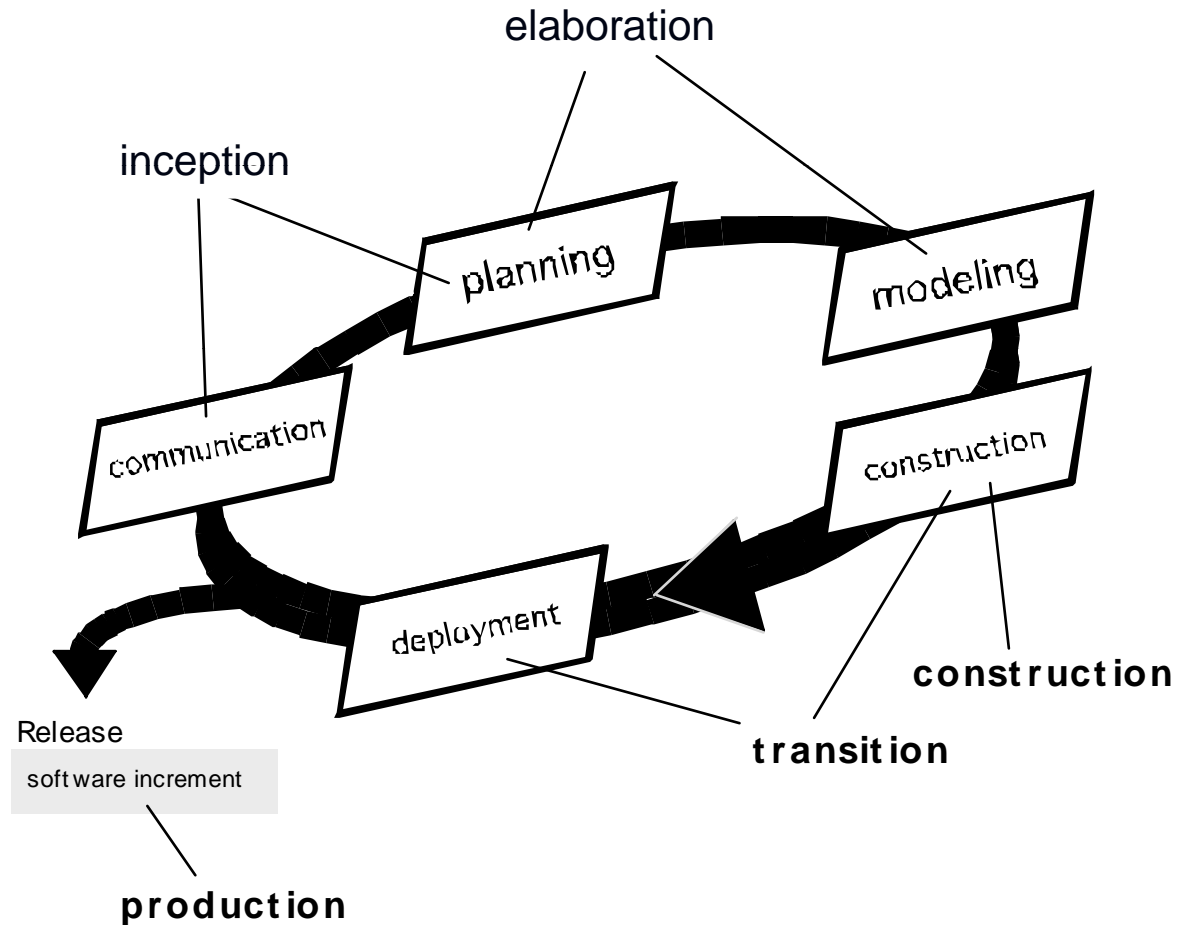 elaboration
inception
planning
modeling
communication
construction
deployment
construction
transition
Release
software increment
production